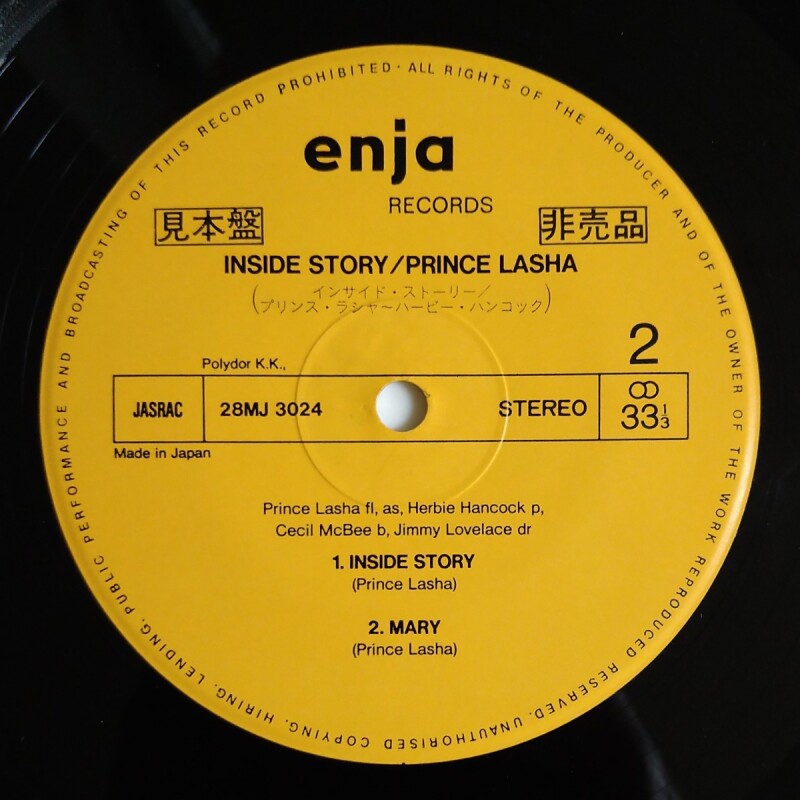 PUBLIC PERFORMANCE AND BROADCASTING OF THIS RECORD PROHIBITED · ALL RIGHTS OF THE PRODUCER AND OF THE OWNER OF THE WORK REPRODUCED RESERVED. UNAUTHORISED COPYING, HIRING, LENDING,
enja
RECORDS
見本盤
非売品
INSIDE STORY/PRINCE LASHA
(インサイド・ストーリー/
プリンス・ラシャ〜ハービー・ハンコック)
2
Polydor K.K.,
JASRAC 28MJ 3024 STEREO 33 1/3
Made in Japan
Prince Lasha fl, as, Herbie Hancock p,
Cecil McBee b, Jimmy Lovelace dr
1. INSIDE STORY
(Prince Lasha)
2. MARY
(Prince Lasha)